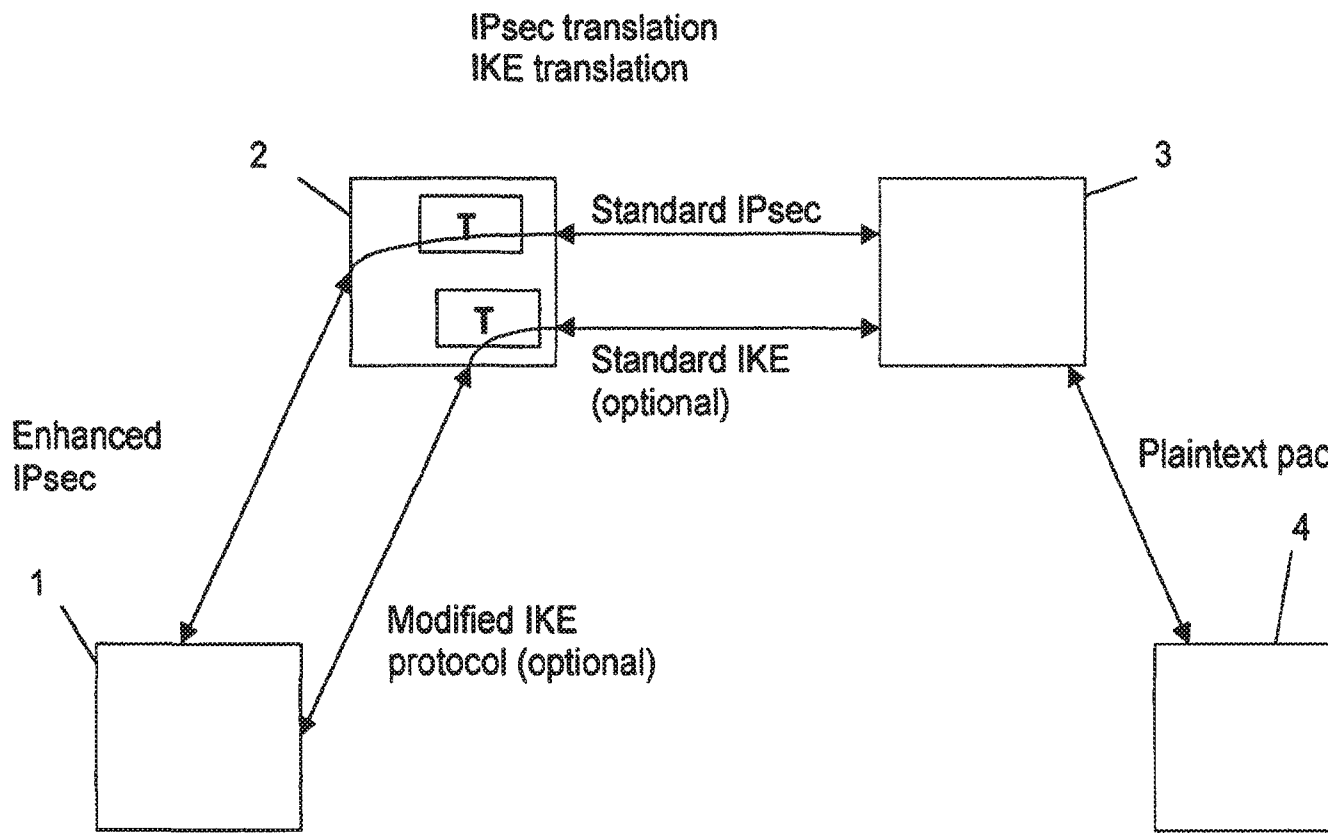 IPsec translation
IKE translation
2
3
T
Standard IPsec
T
Standard IKE
(optional)
Enhanced
IPsec
Plaintext pac
4
1
Modified IKE
protocol (optional)